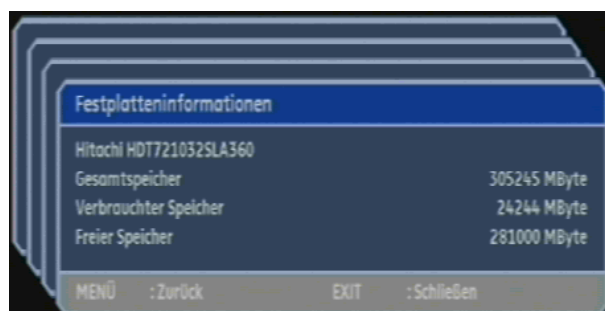 Festplatteninformationen
Hitachi HDT721032SLA360
Gesamtspeicher 305245 MByte
Verbrauchter Speicher 24244 MByte
Freier Speicher 281000 MByte
MENÜ :Zurück EXIT :Schließen